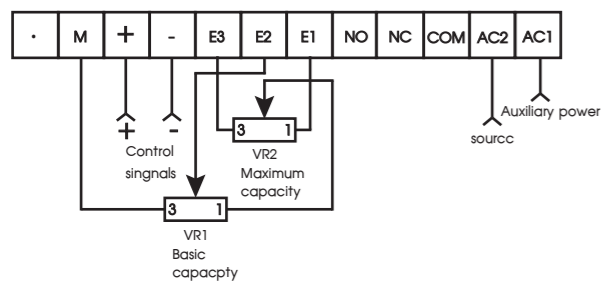 · M + - E3 E2 E1 NO NC COM AC2 AC1
+ -
Control
singnals
3 1
VR2
Maximum
capacity
Auxiliary power
sourcc
3 1
VR1
Basic
capacpty